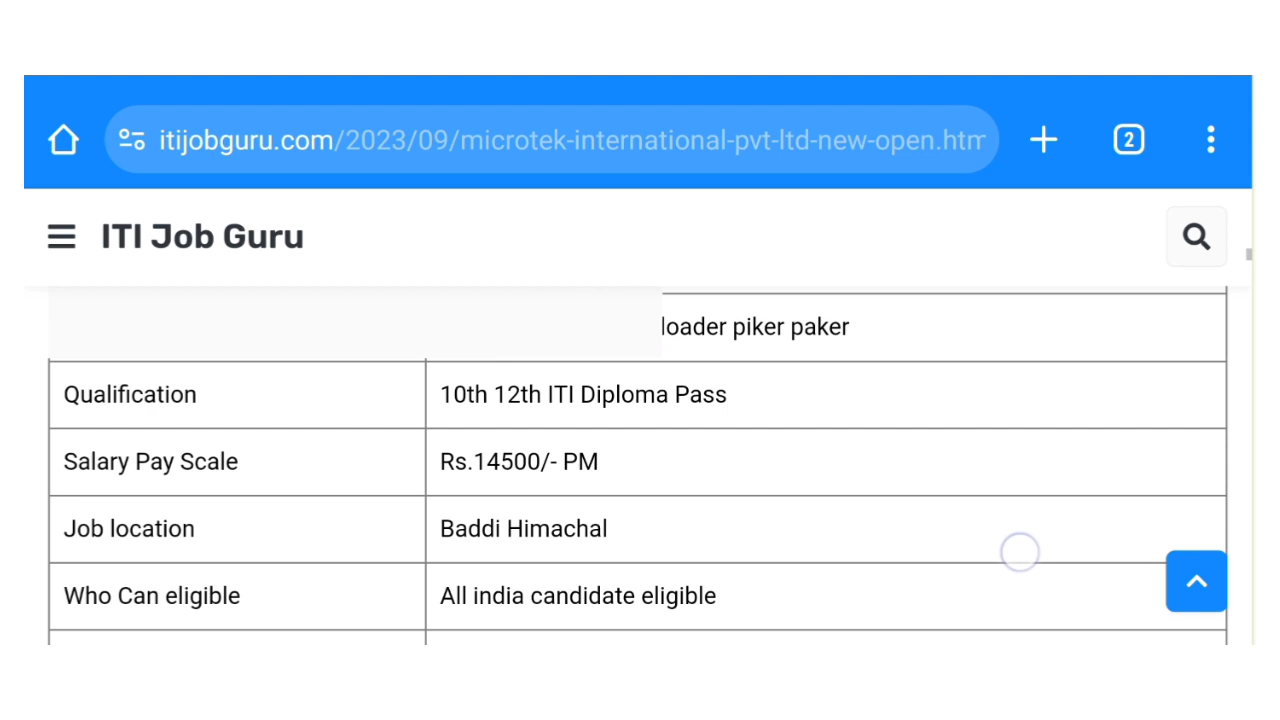 itijobguru.com/2023/09/microtek-international-pvt-ltd-new-open.htm
2
ITI Job Guru
loader piker paker
Qualification 10th 12th ITI Diploma Pass
Salary Pay Scale Rs.14500/- PM
Job location Baddi Himachal
Who Can eligible All india candidate eligible